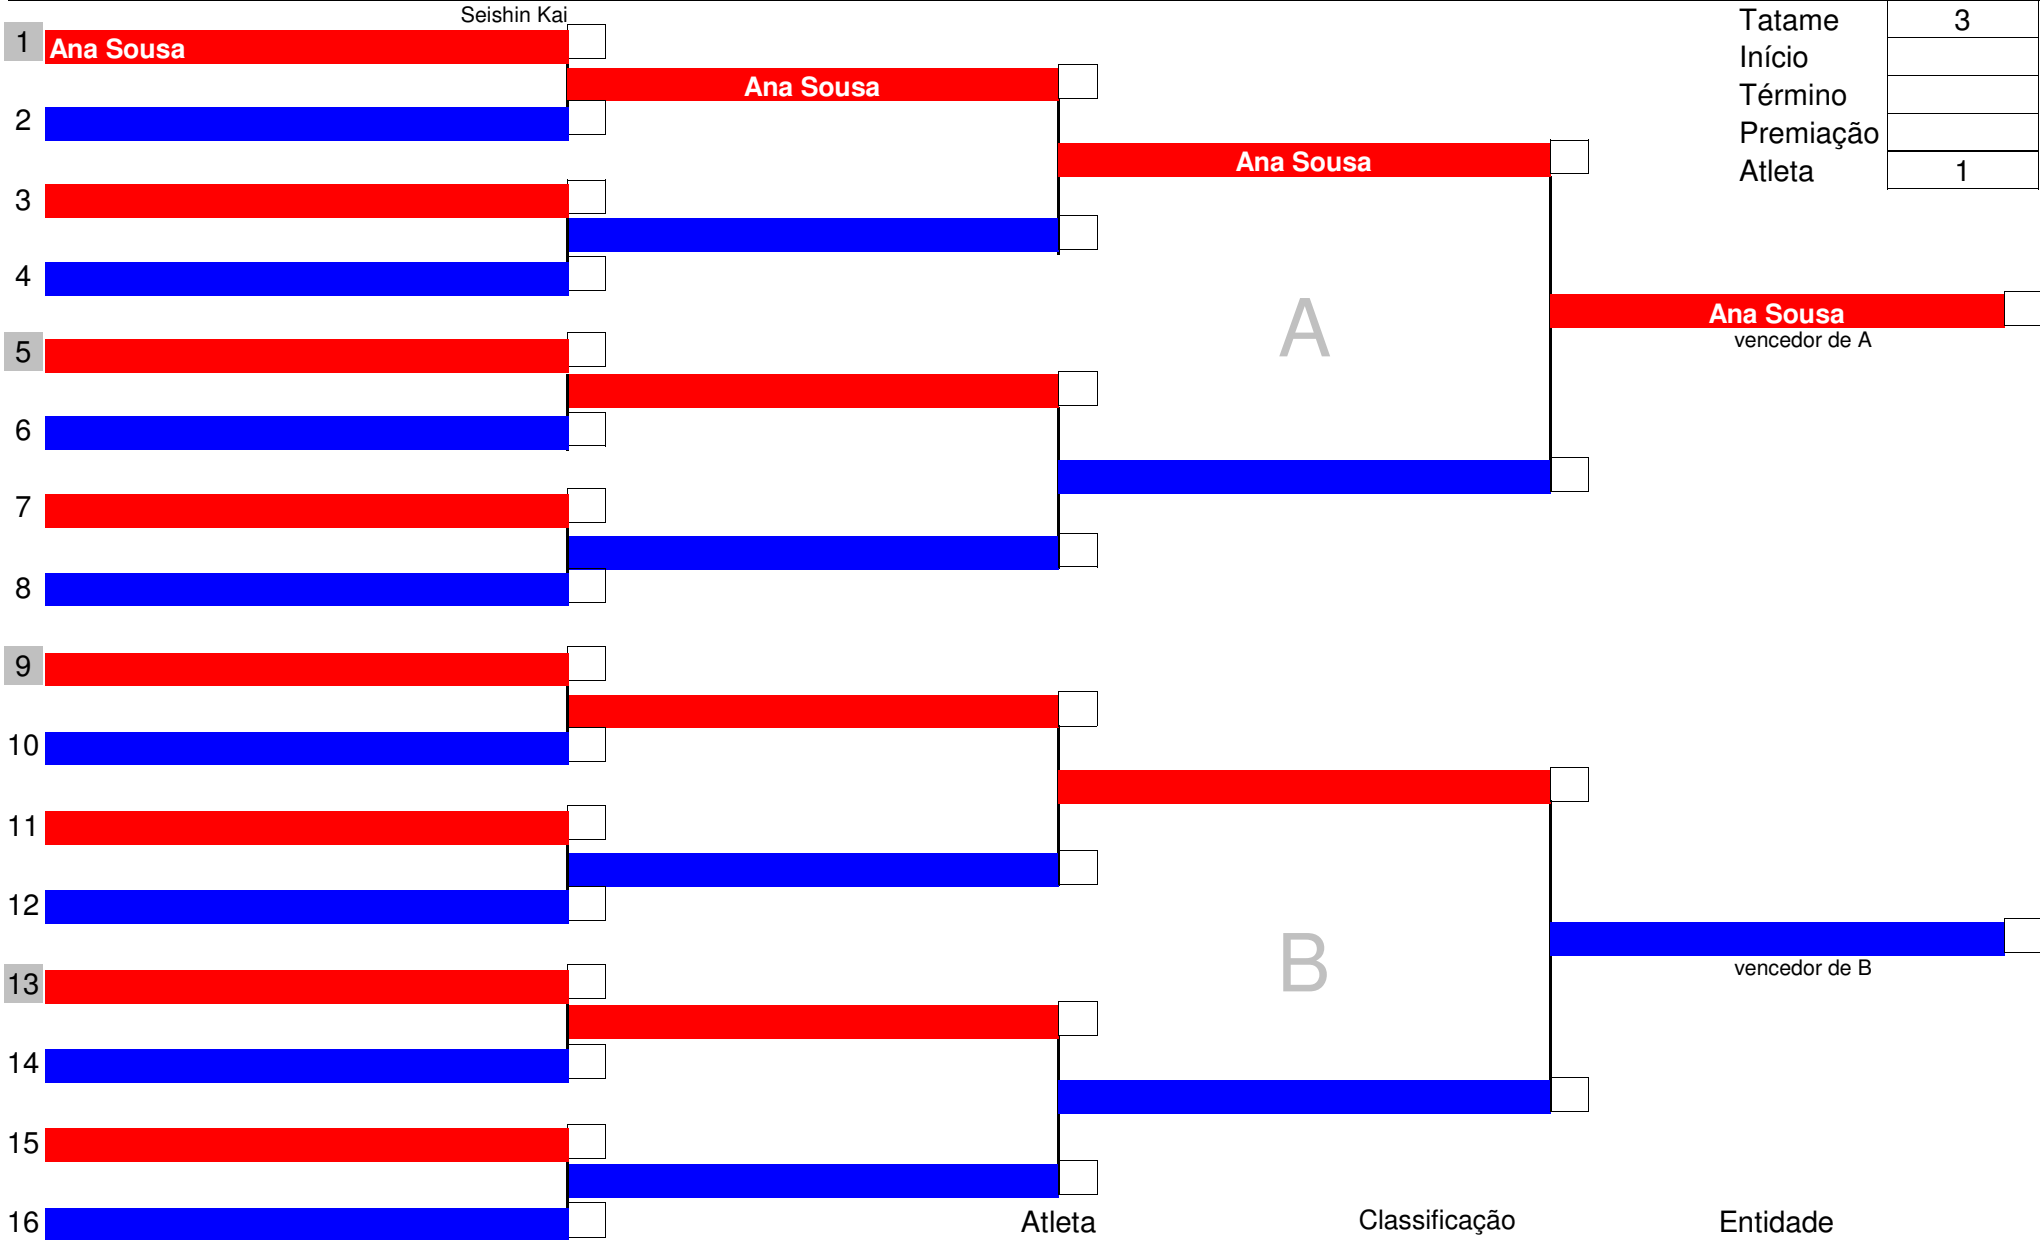 Seishin Kai
Tatame 3
1 Ana Sousa
Início
Ana Sousa
Término
2
Premiação
Ana Sousa
Atleta 1
3
4
Ana Sousa
A
vencedor de A
5
6
7
8
9
10
11
12
B
vencedor de B
13
14
15
16
Atleta Classificação Entidade